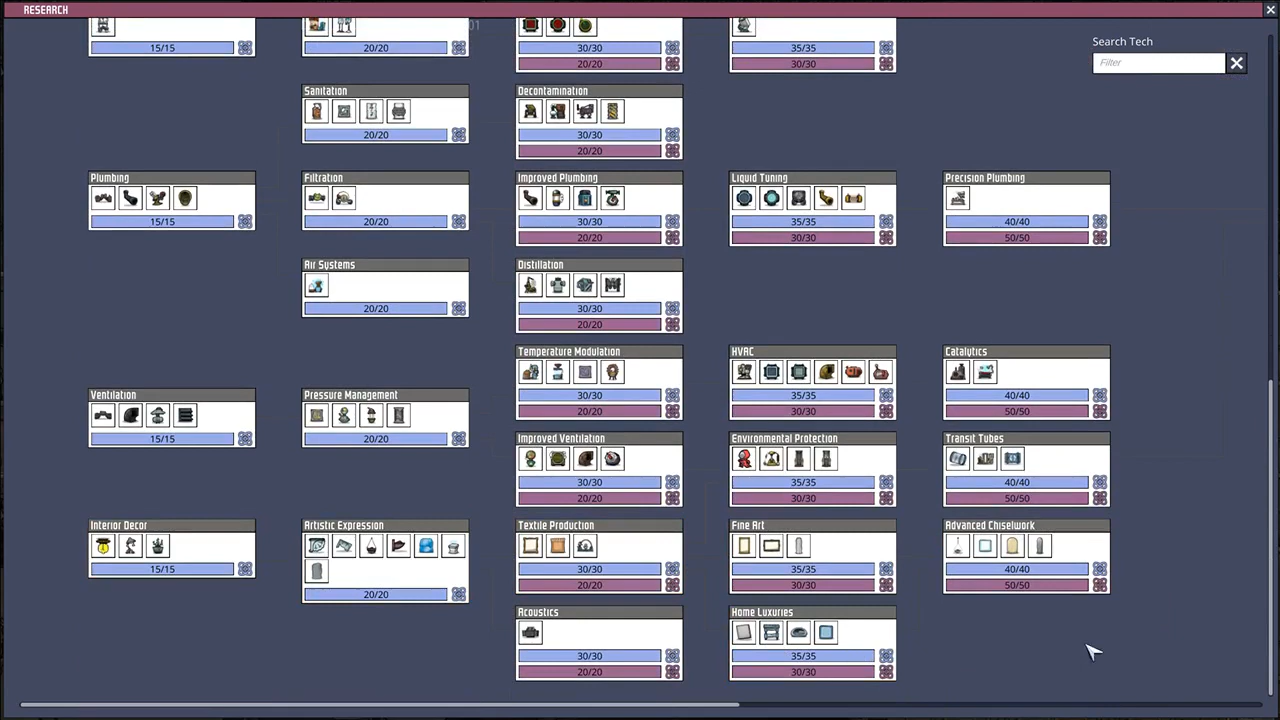 RESEARCH
01
Search Tech
Filter
15/15
20/20
30/30
20/20
35/35
30/30
Sanitation
20/20
Decontamination
30/30
20/20
Plumbing
15/15
Filtration
20/20
Improved Plumbing
30/30
20/20
Liquid Tuning
35/35
30/30
Precision Plumbing
40/40
50/50
Air Systems
20/20
Distillation
30/30
20/20
Temperature Modulation
30/30
20/20
HVAC
35/35
30/30
Catalytics
40/40
50/50
Ventilation
15/15
Pressure Management
20/20
Improved Ventilation
30/30
20/20
Environmental Protection
35/35
30/30
Transit Tubes
40/40
50/50
Interior Decor
15/15
Artistic Expression
20/20
Textile Production
30/30
20/20
Fine Art
35/35
30/30
Advanced Chiselwork
40/40
50/50
Acoustics
30/30
20/20
Home Luxuries
35/35
30/30